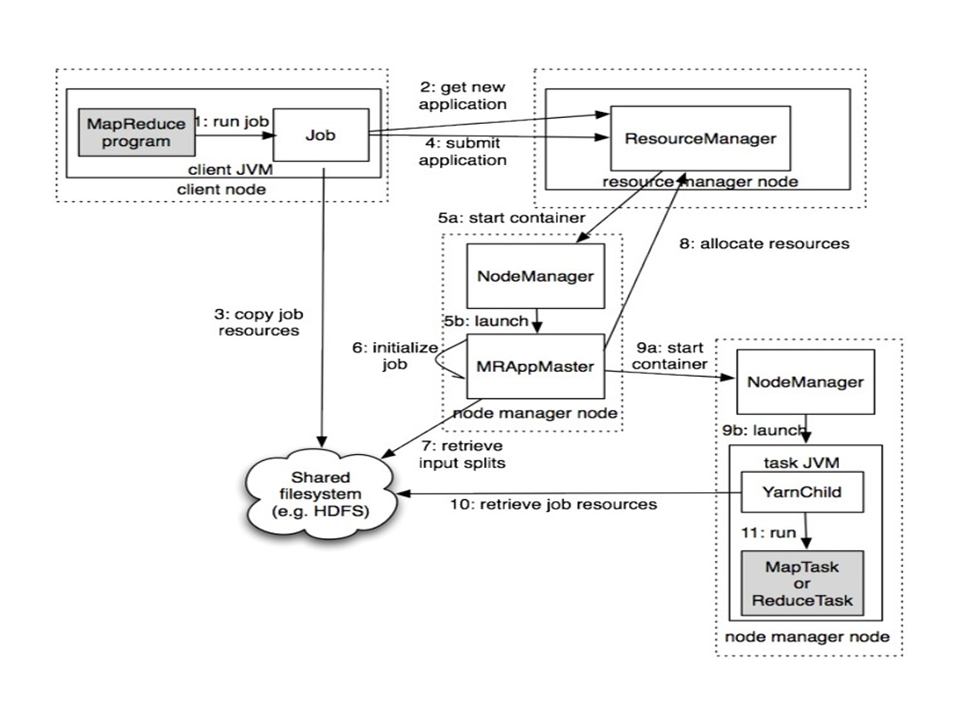 MapReduce
program
1: run job
Job
client JVM
client node
2: get new
application
4: submit
application
ResourceManager
resource manager node
5a: start container
8: allocate resources
NodeManager
5b: launch
3: copy job
resources
6: initialize
job
MRAppMaster
node manager node
9a: start
container
NodeManager
9b: launch
7: retrieve
input splits
task JVM
Shared
filesystem
(e.g. HDFS)
YarnChild
10: retrieve job resources
11: run
MapTask
or
ReduceTask
node manager node